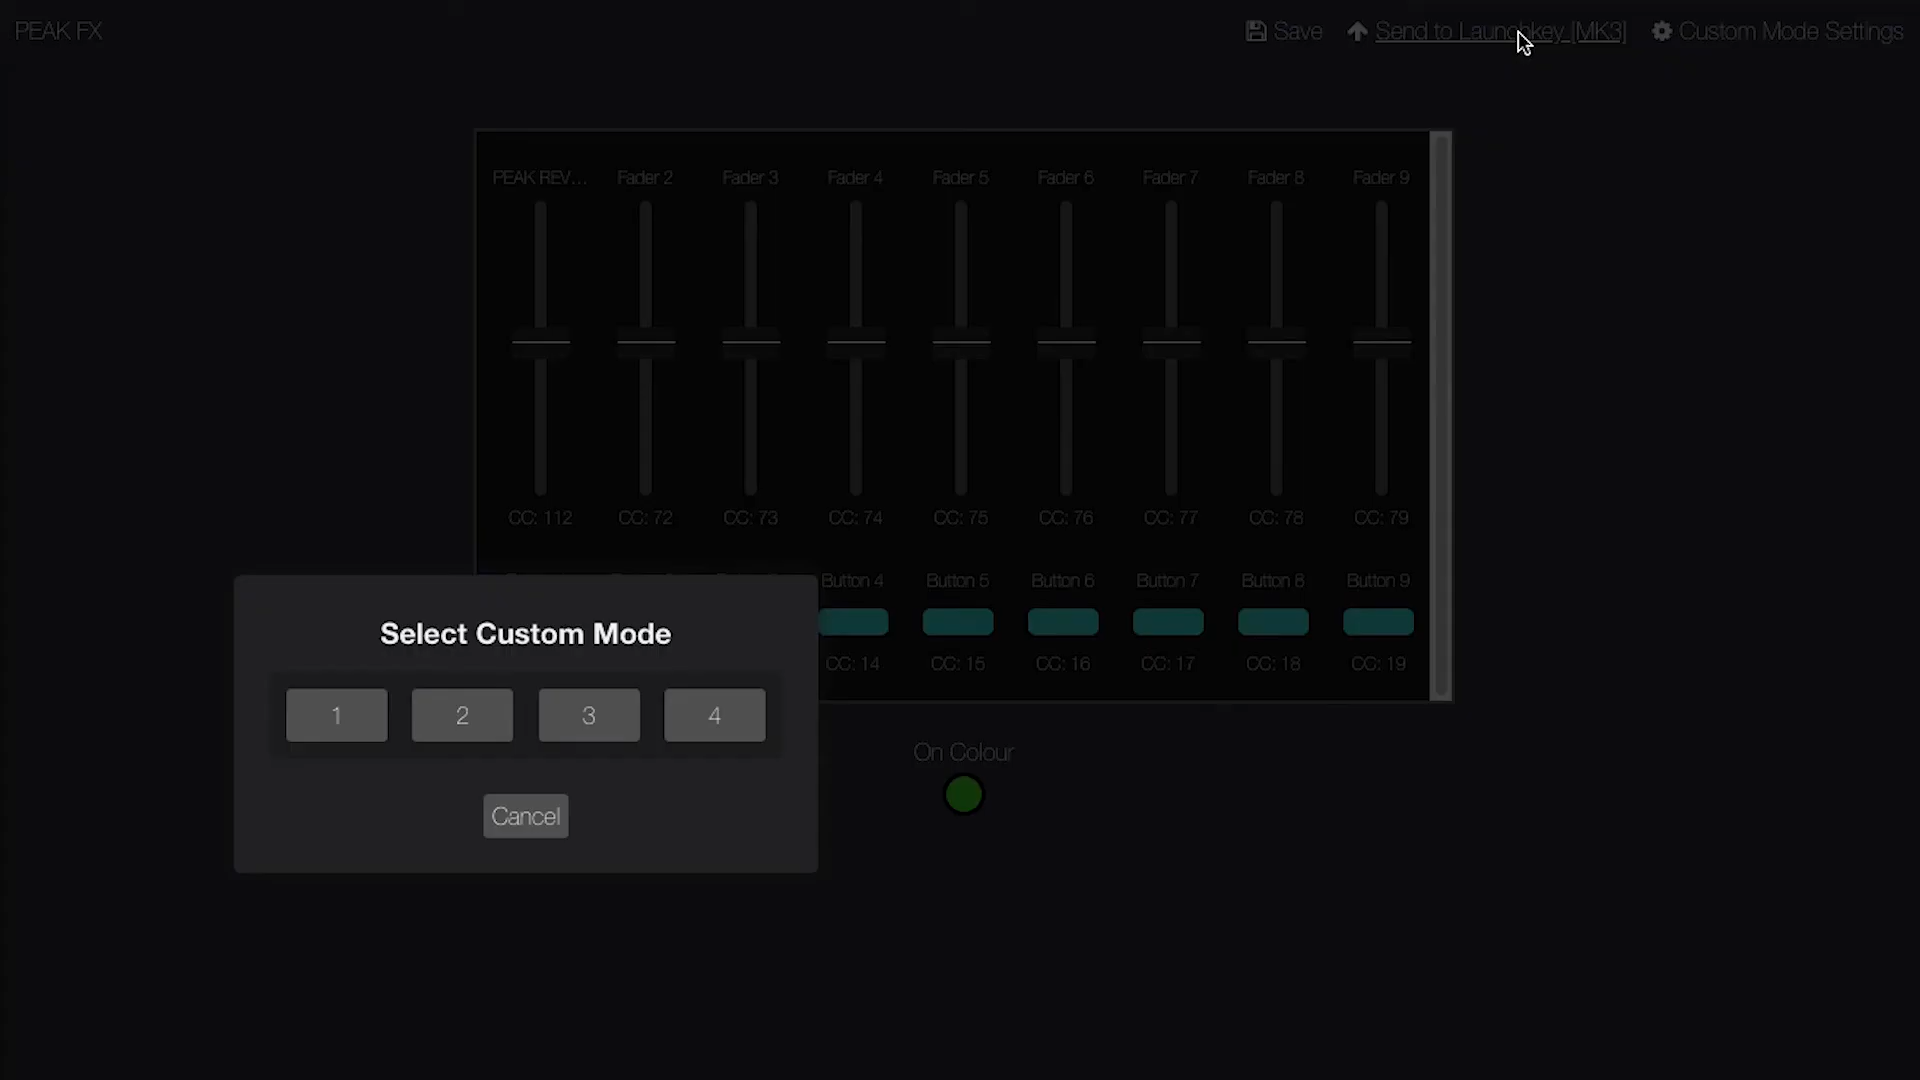 PEAK FX
Save
Send to Launchkey [MK3]
Custom Mode Settings
PEAK REV... Fader 2 Fader 3 Fader 4 Fader 5 Fader 6 Fader 7 Fader 8 Fader 9
CC: 112 CC: 72 CC: 73 CC: 74 CC: 75 CC: 76 CC: 77 CC: 78 CC: 79
Button 4 Button 5 Button 6 Button 7 Button 8 Button 9
CC: 14 CC: 15 CC: 16 CC: 17 CC: 18 CC: 19
Select Custom Mode
1 2 3 4
Cancel
On Colour